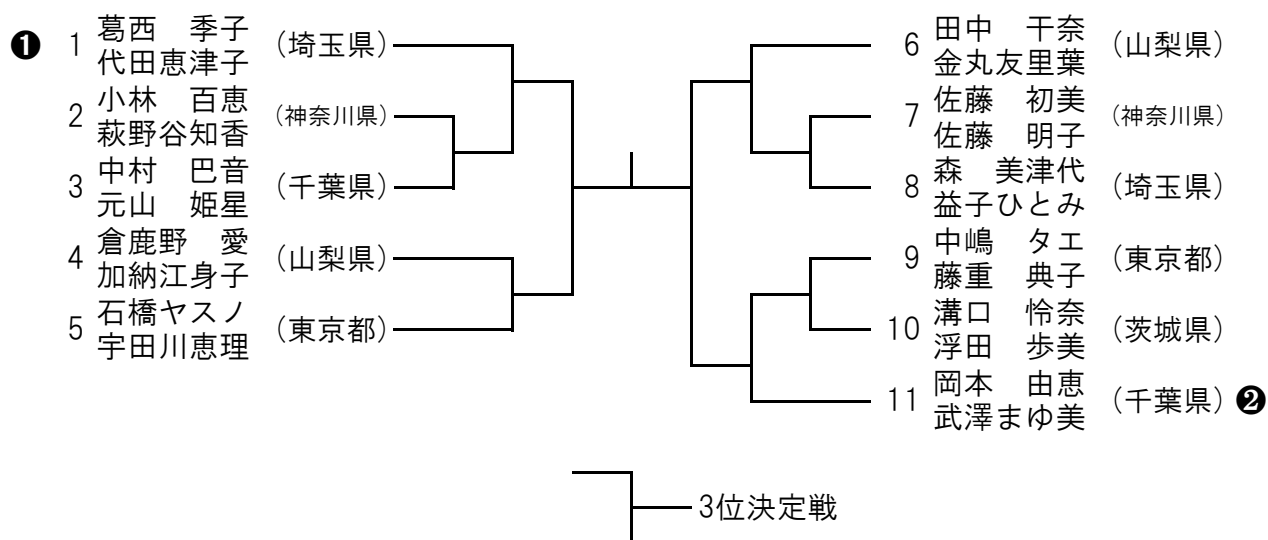 ❶ 1 葛西　季子 (埼玉県)
代田恵津子
2 小林　百恵 (神奈川県)
萩野谷知香
3 中村　巴音 (千葉県)
元山　姫星
4 倉鹿野　愛 (山梨県)
加納江身子
5 石橋ヤスノ (東京都)
宇田川恵理
6 田中　干奈 (山梨県)
金丸友里葉
7 佐藤　初美 (神奈川県)
佐藤　明子
8 森　美津代 (埼玉県)
益子ひとみ
9 中嶋　タエ (東京都)
藤重　典子
10 溝口　怜奈 (茨城県)
浮田　歩美
11 岡本　由恵 (千葉県) ❷
武澤まゆ美
3位決定戦